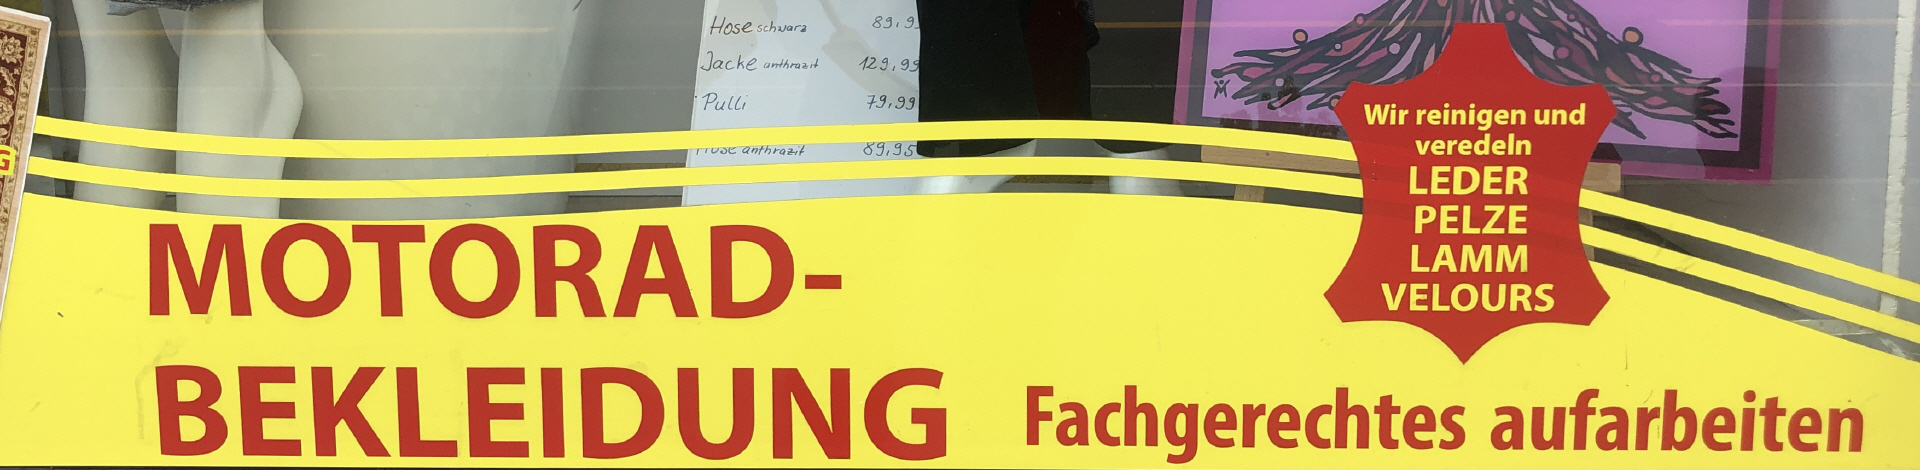 Hose schwarz 89,9
Jacke anthrazit 129,99
Pulli 79,99
Hose anthrazit 89,95
Wir reinigen und
veredeln
LEDER
PELZE
LAMM
VELOURS
MOTORAD-
BEKLEIDUNG
Fachgerechtes aufarbeiten